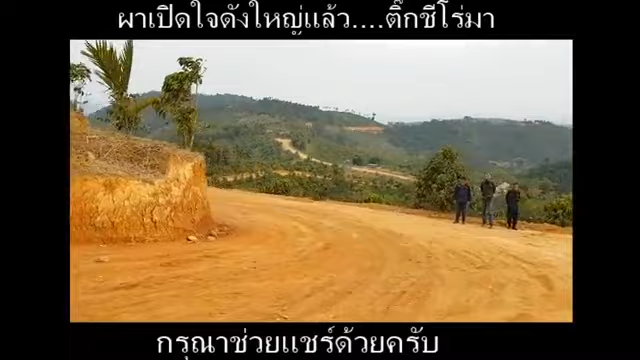 ผาเปิดใจดังใหญ่แล้ว....ติ๊กชีโร่มา
กรุณาช่วยแชร์ด้วยครับ